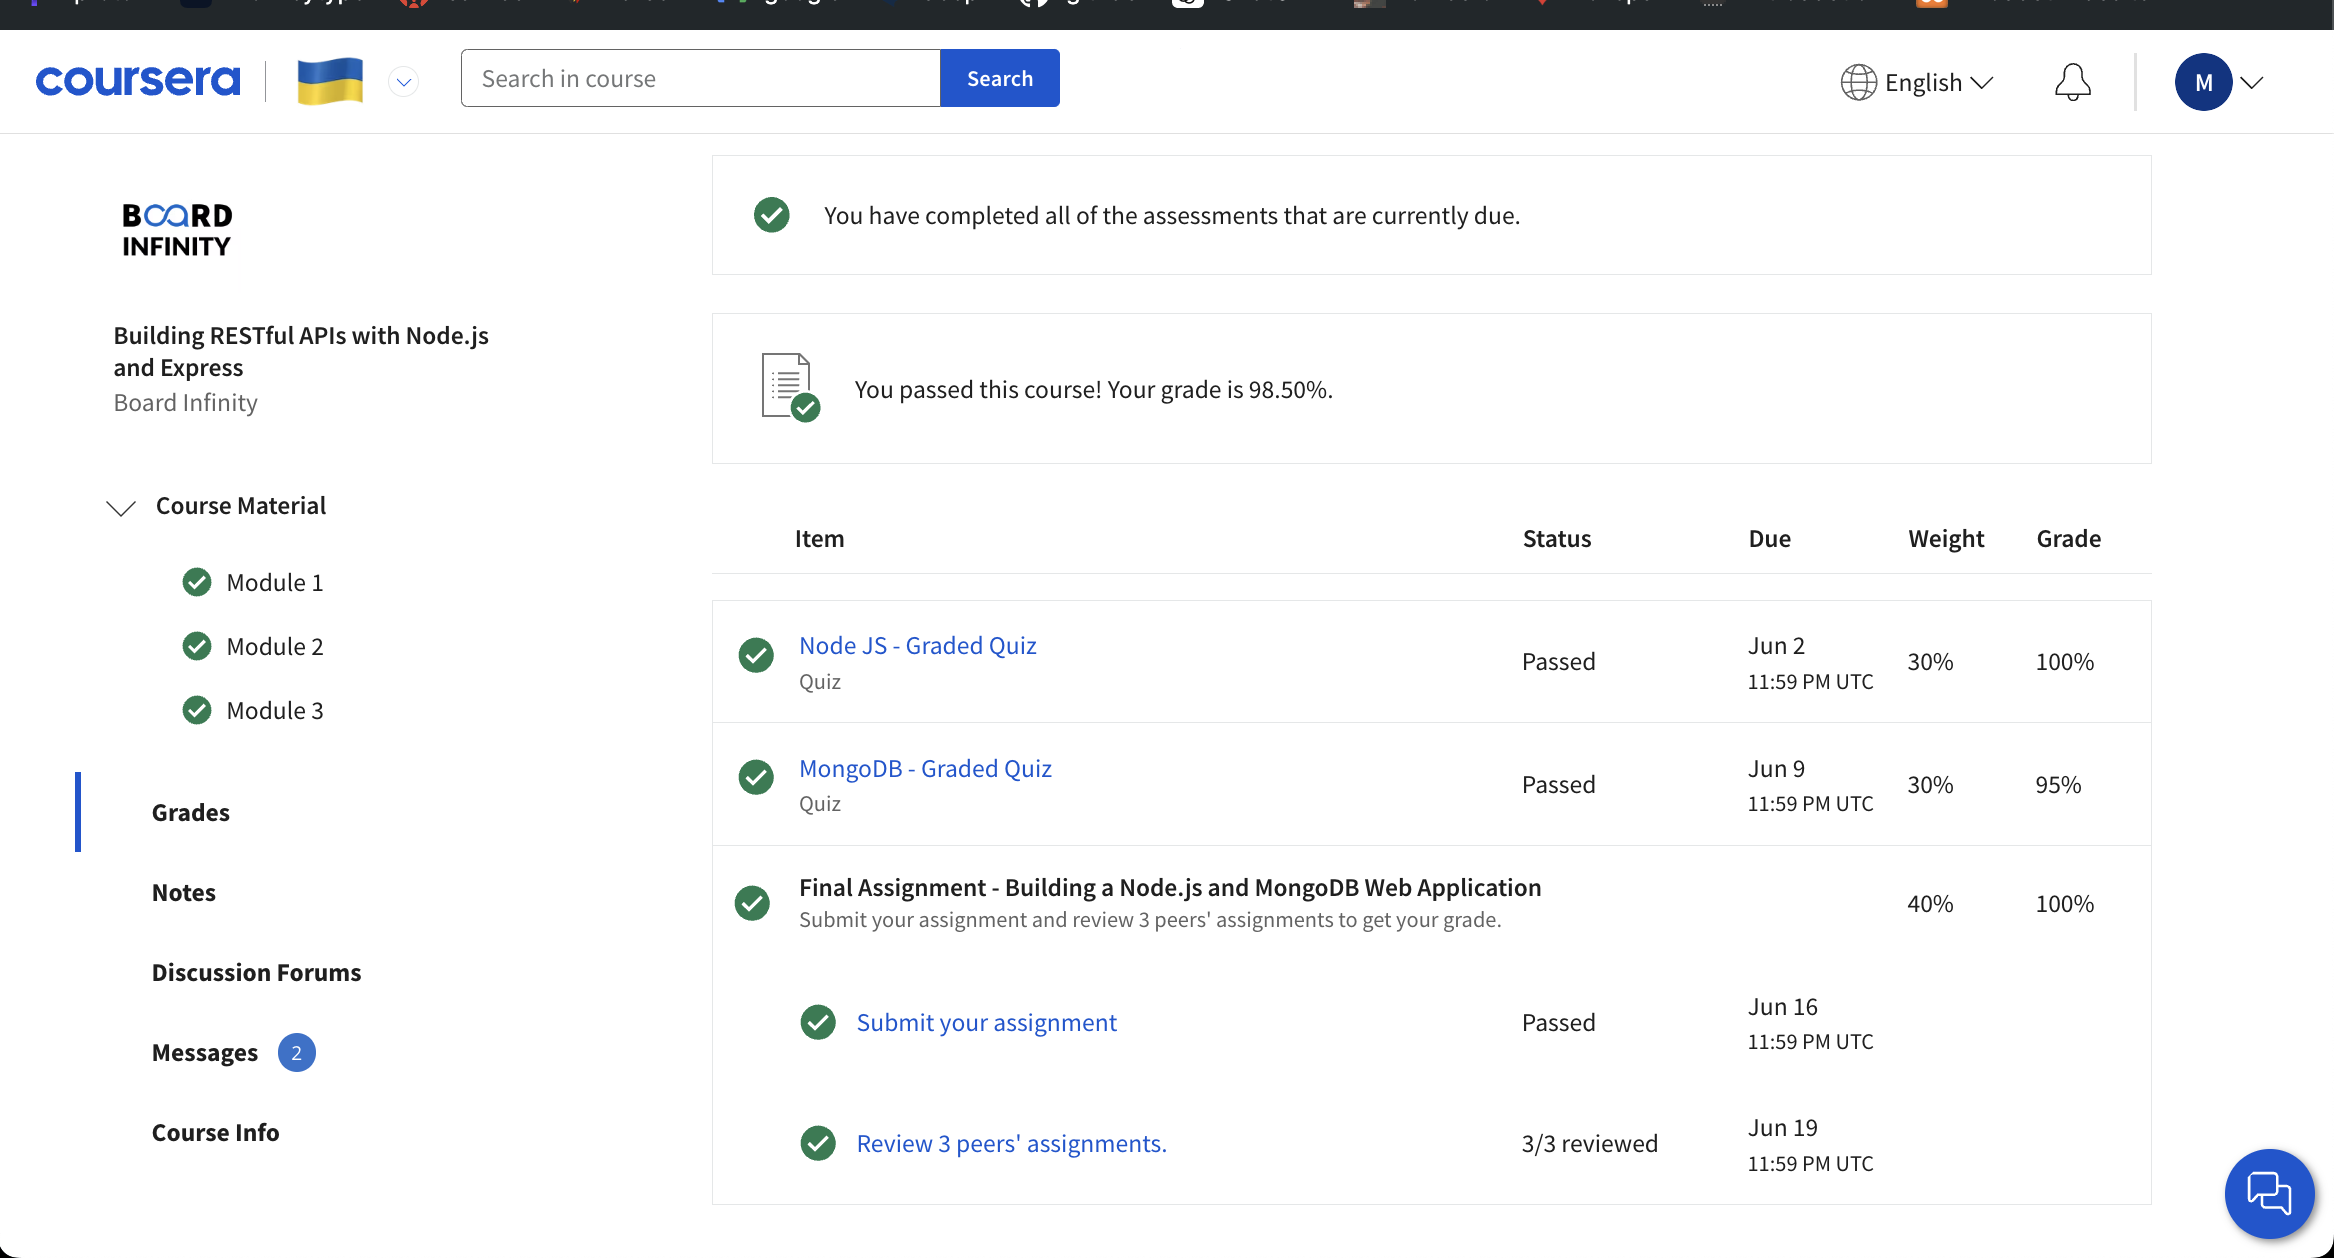 coursera
Search in course
Search
English
M
BOARD
INFINITY
Building RESTful APIs with Node.js
and Express
Board Infinity
Course Material
Module 1
Module 2
Module 3
Grades
Notes
Discussion Forums
Messages 2
Course Info
You have completed all of the assessments that are currently due.
You passed this course! Your grade is 98.50%.
Item Status Due Weight Grade
Node JS - Graded Quiz
Quiz
Passed
Jun 2
11:59 PM UTC
30%
100%
MongoDB - Graded Quiz
Quiz
Passed
Jun 9
11:59 PM UTC
30%
95%
Final Assignment - Building a Node.js and MongoDB Web Application
Submit your assignment and review 3 peers' assignments to get your grade.
40%
100%
Submit your assignment
Passed
Jun 16
11:59 PM UTC
Review 3 peers' assignments.
3/3 reviewed
Jun 19
11:59 PM UTC